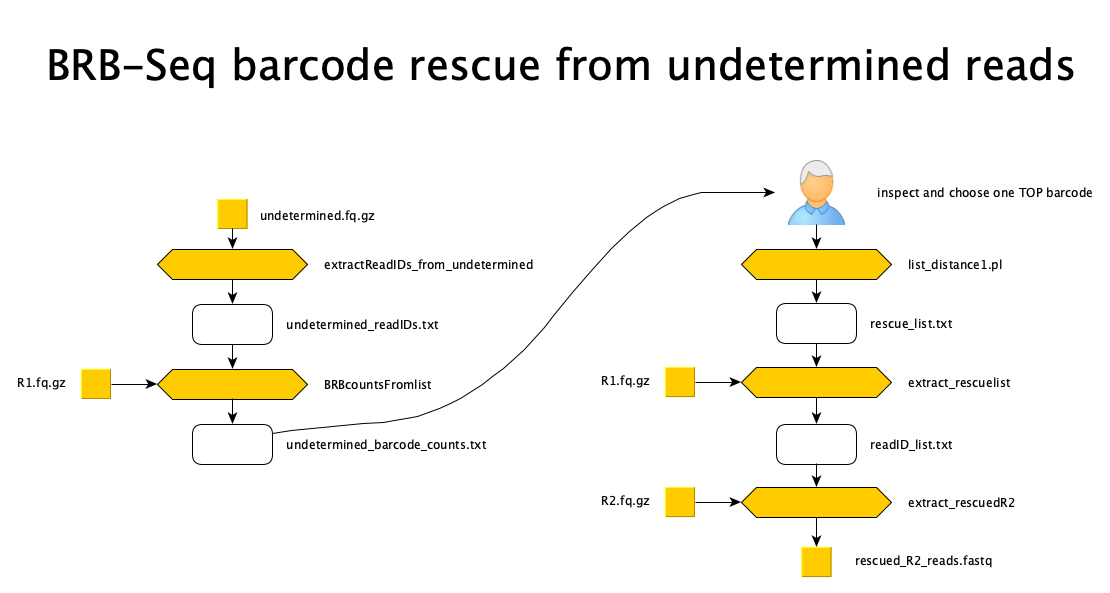 BRB-Seq barcode rescue from undetermined reads
undetermined.fq.gz
extractReadIDs_from_undetermined
undetermined_readIDs.txt
R1.fq.gz
BRBcountsFromlist
undetermined_barcode_counts.txt
inspect and choose one TOP barcode
list_distance1.pl
rescue_list.txt
R1.fq.gz
extract_rescuelist
readID_list.txt
R2.fq.gz
extract_rescuedR2
rescued_R2_reads.fastq